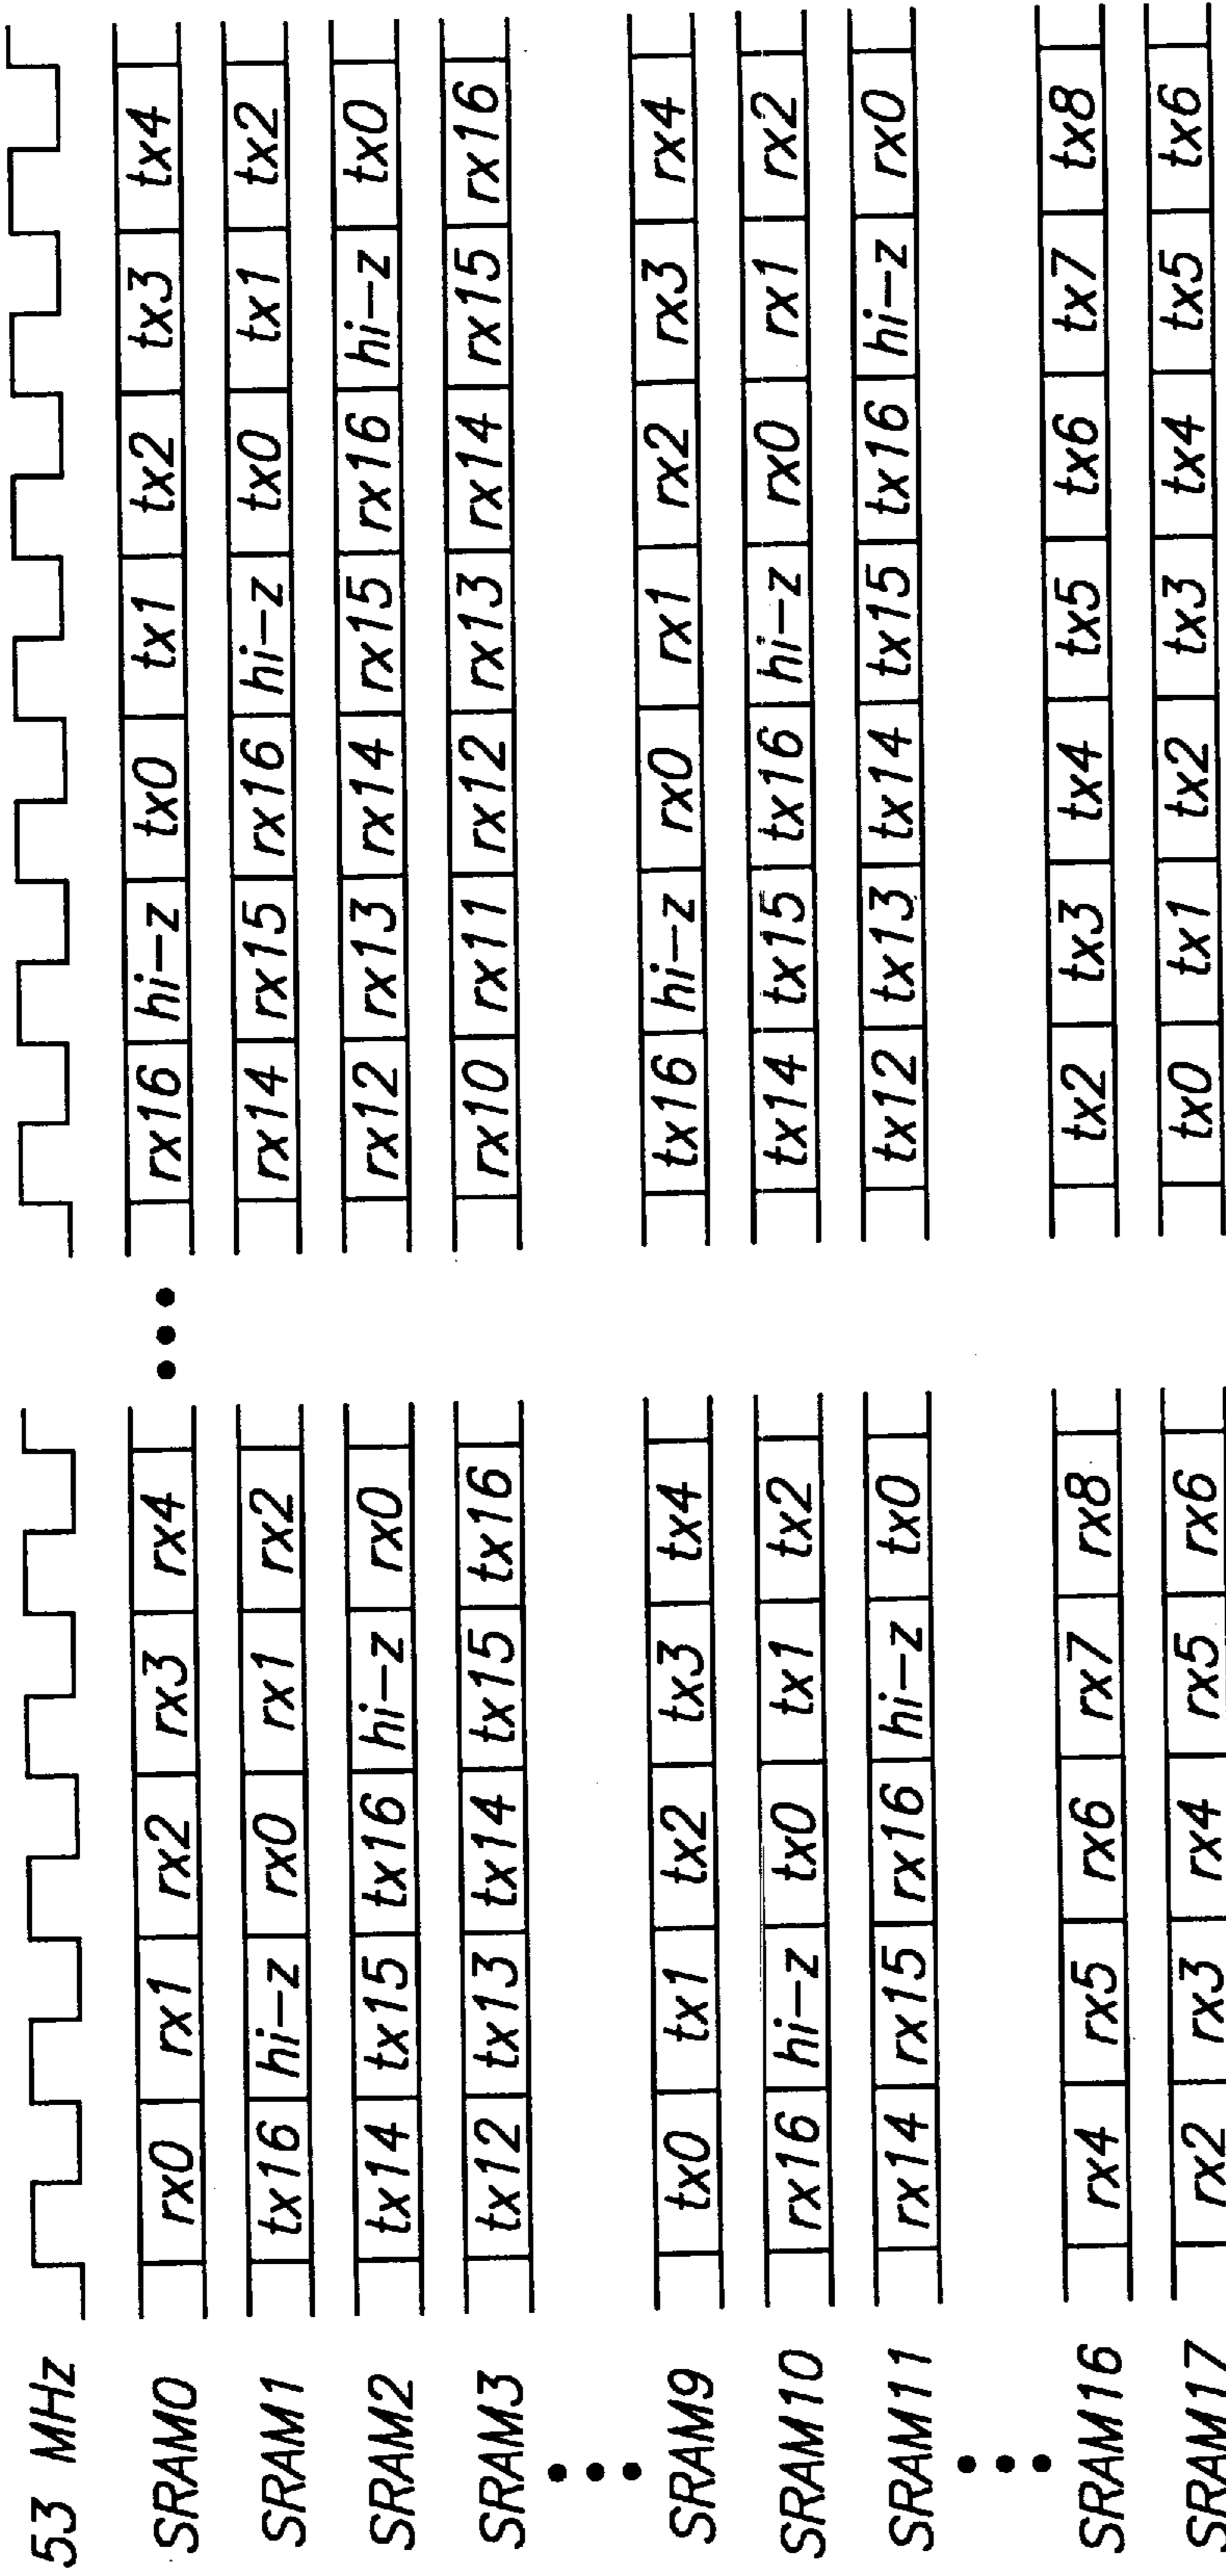 53 MHz
SRAM0 rx0 rx1 rx2 rx3 rx4 ••• rx16 hi-z tx0 tx1 tx2 tx3 tx4
SRAM1 tx16 hi-z rx0 rx1 rx2 rx14 rx15 rx16 hi-z tx0 tx1 tx2
SRAM2 tx14 tx15 tx16 hi-z rx0 rx12 rx13 rx14 rx15 rx16 hi-z tx0
SRAM3 tx12 tx13 tx14 tx15 tx16 rx10 rx11 rx12 rx13 rx14 rx15 rx16
•••
SRAM9 tx0 tx1 tx2 tx3 tx4 tx16 hi-z rx0 rx1 rx2 rx3 rx4
SRAM10 rx16 hi-z tx0 tx1 tx2 tx14 tx15 tx16 hi-z rx0 rx1 rx2
SRAM11 rx14 rx15 rx16 hi-z tx0 tx12 tx13 tx14 tx15 tx16 hi-z rx0
•••
SRAM16 rx4 rx5 rx6 rx7 rx8 tx2 tx3 tx4 tx5 tx6 tx7 tx8
SRAM17 rx2 rx3 rx4 rx5 rx6 tx0 tx1 tx2 tx3 tx4 tx5 tx6